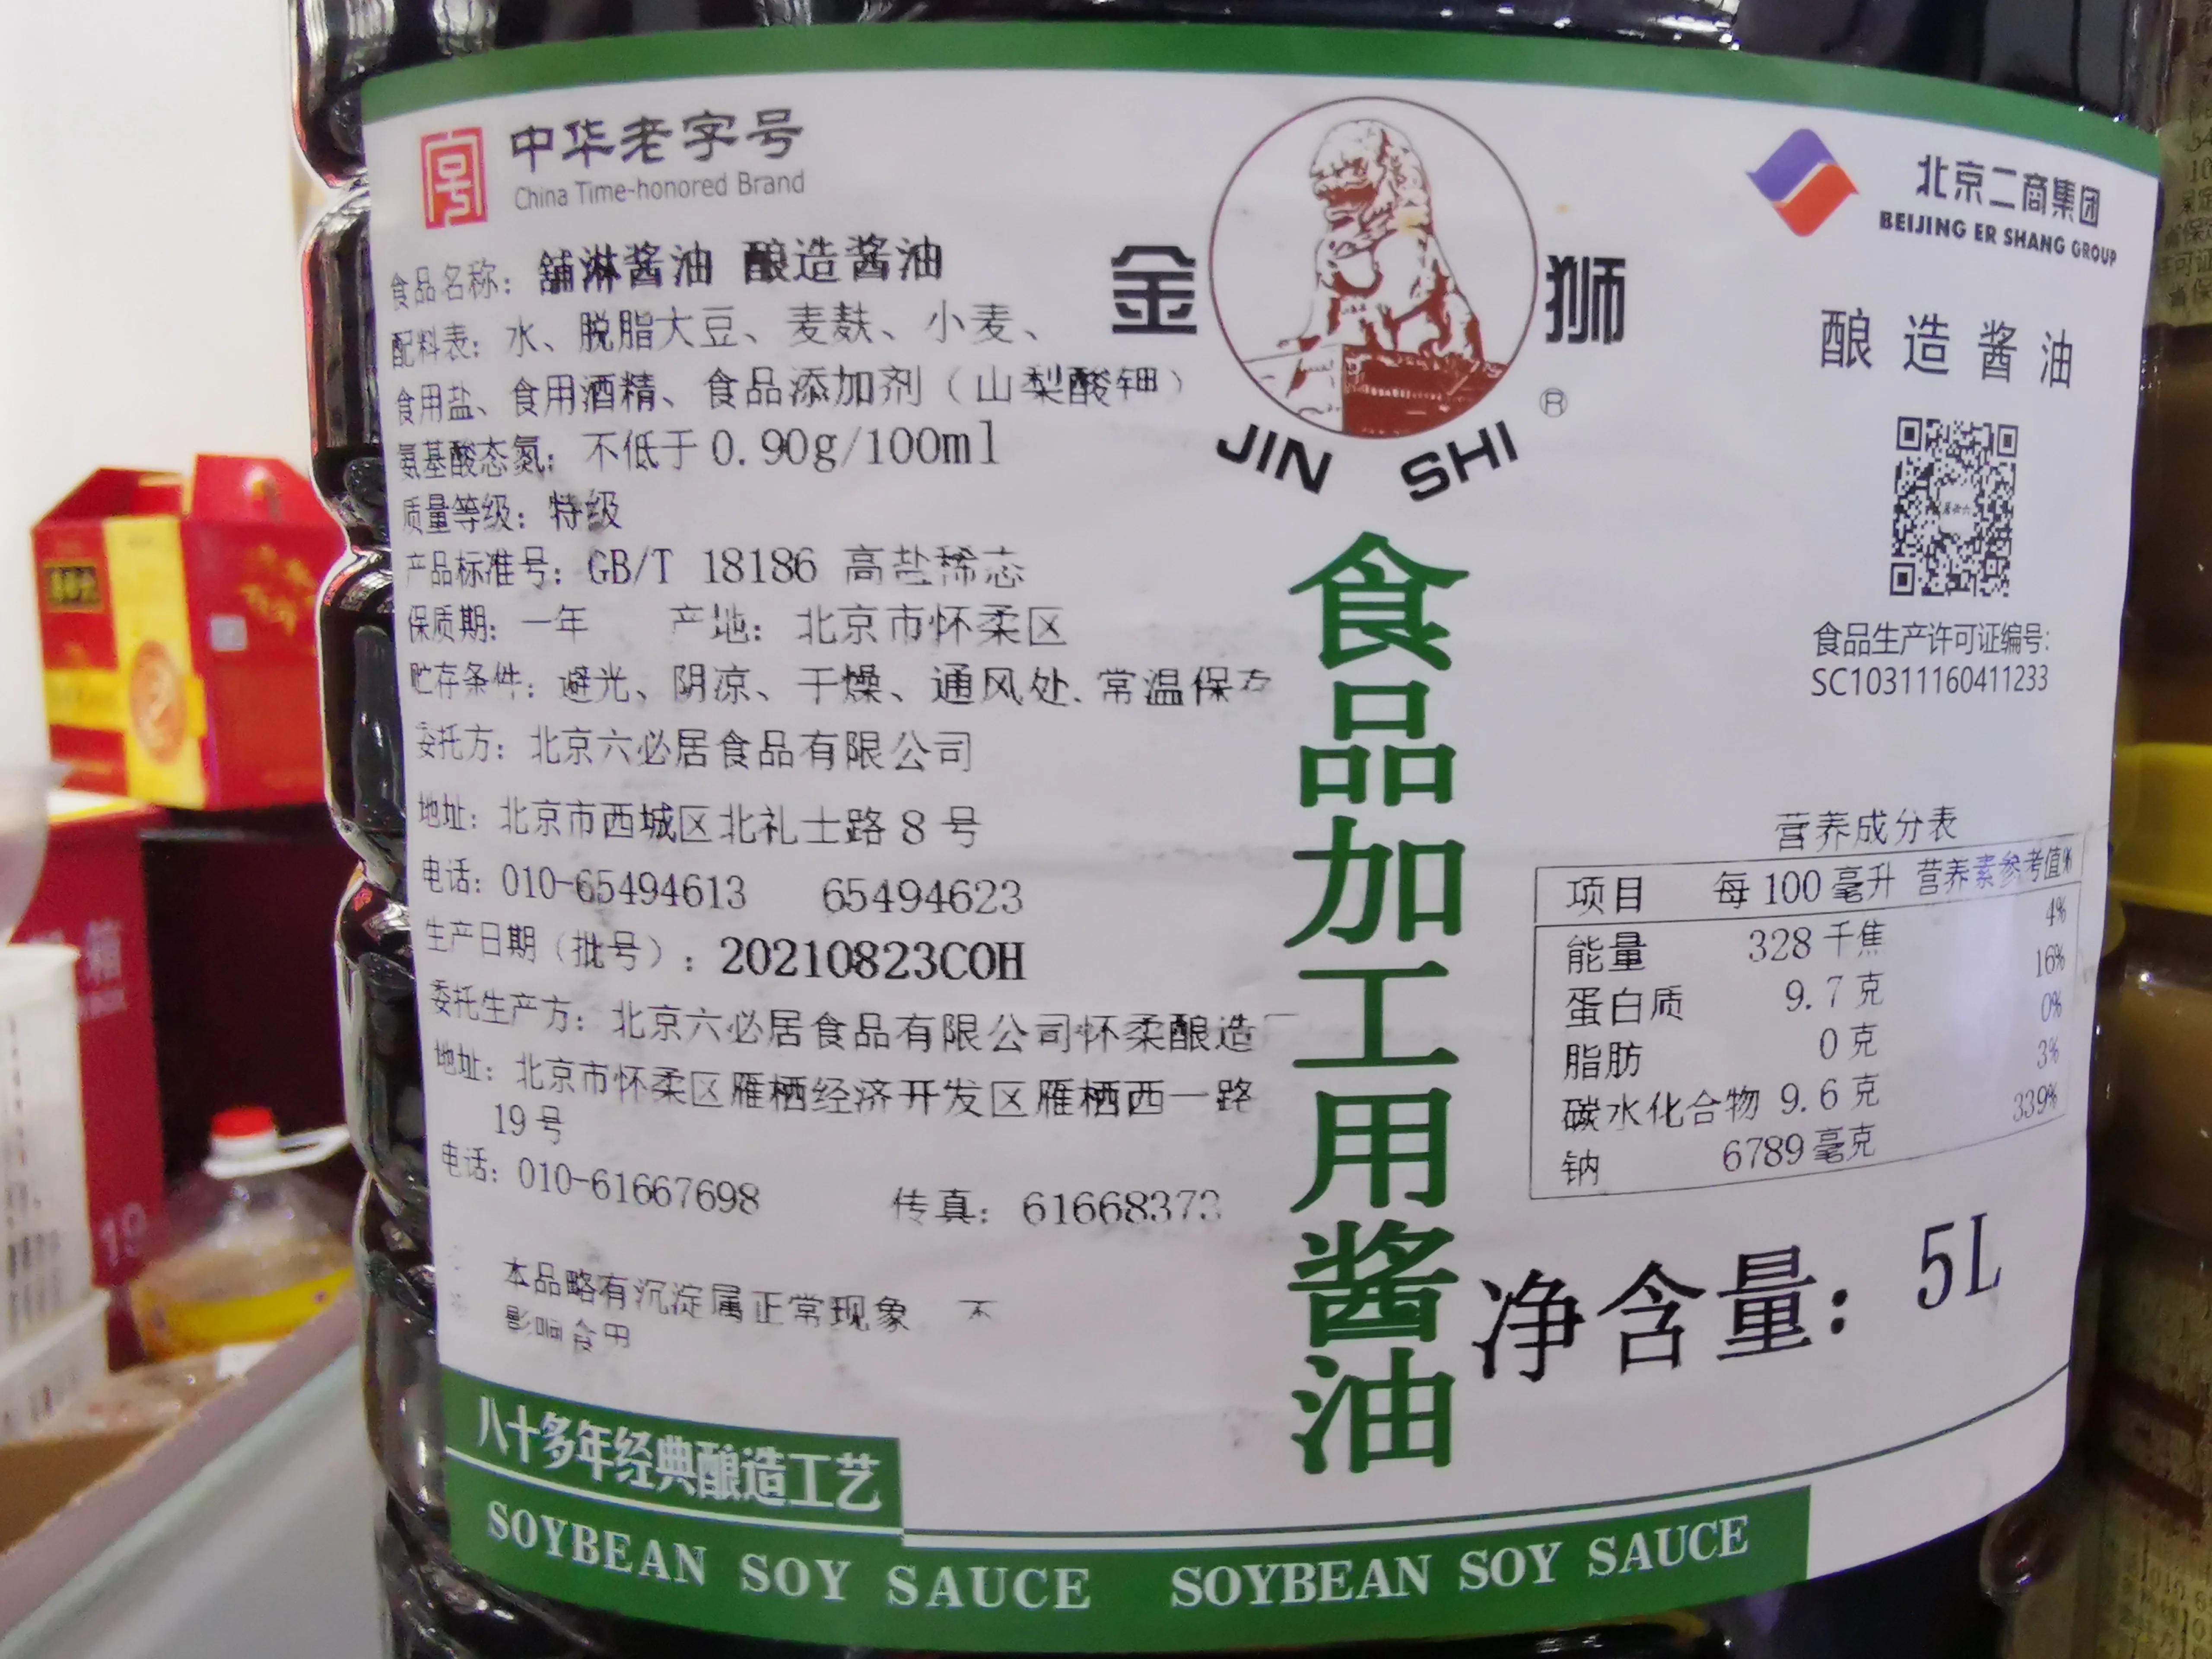 中华老字号
China Time-honored Brand
食品名称：铺淋酱油 酿造酱油
配料表：水、脱脂大豆、麦麸、小麦、
食用盐、食用酒精、食品添加剂（山梨酸钾）
氨基酸态氮：不低于0.90g/100ml
质量等级：特级
产品标准号：GB/T 18186 高盐稀态
保质期：一年 产地：北京市怀柔区
贮存条件：避光、阴凉、干燥、通风处.常温保存
委托方：北京六必居食品有限公司
地址：北京市西城区北礼士路8号
电话：010-65494613 65494623
生产日期（批号）：20210823COH
委托生产方：北京六必居食品有限公司怀柔酿造厂
地址：北京市怀柔区雁栖经济开发区雁栖西一路
19号
电话：010-61667698 传真：61668373
本品略有沉淀属正常现象 不
影响食用
八十多年经典酿造工艺
SOYBEAN SOY SAUCE SOYBEAN SOY SAUCE
金狮
®
JIN SHI
食品加工用酱油
北京二商集团
BEIJING ER SHANG GROUP
酿造酱油
食品生产许可证编号:
SC10311160411233
营养成分表
项目 每100毫升 营养素参考值%
能量 328千焦 4%
蛋白质 9.7克 16%
脂肪 0克 0%
碳水化合物 9.6克 3%
钠 6789毫克 339%
净含量：5L